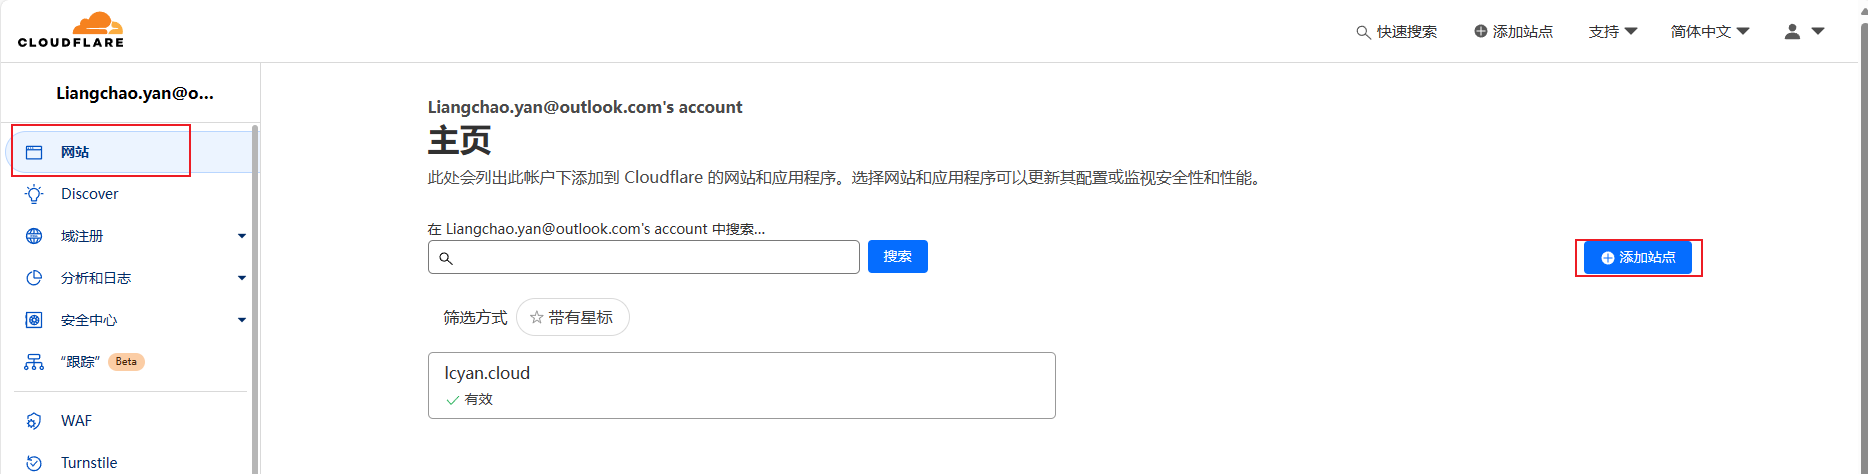 CLOUDFLARE
快速搜索
添加站点
支持
简体中文
Liangchao.yan@o...
网站
Discover
域注册
分析和日志
安全中心
“跟踪” Beta
WAF
Turnstile
Liangchao.yan@outlook.com's account
主页
此处会列出此帐户下添加到 Cloudflare 的网站和应用程序。选择网站和应用程序可以更新其配置或监视安全性和性能。
在 Liangchao.yan@outlook.com's account 中搜索...
搜索
添加站点
筛选方式 带有星标
lcyan.cloud
有效